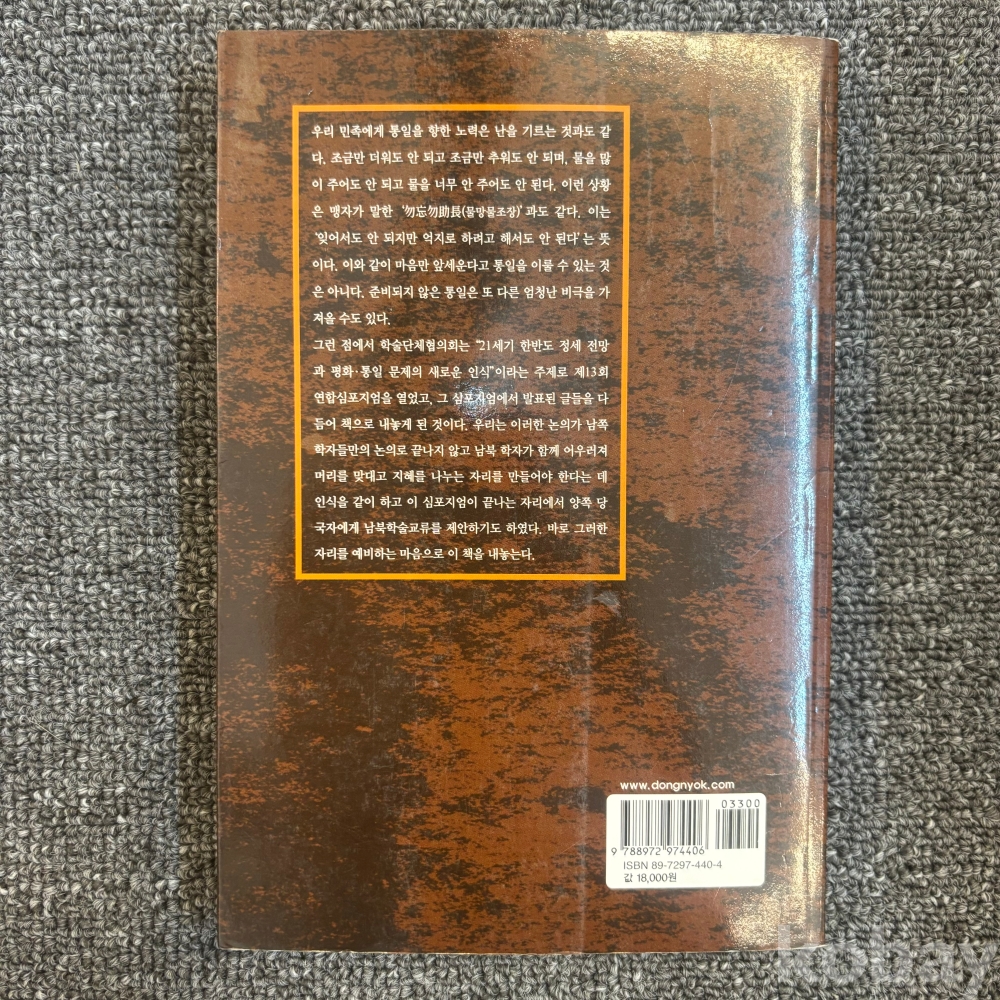 우리 민족에게 통일을 향한 노력은 난을 기르는 것과도 같
다. 조금만 더워도 안 되고 조금만 추워도 안 되며, 물을 많
이 주어도 안 되고 물을 너무 안 주어도 안 된다. 이런 상황
은 맹자가 말한 '勿忘勿助長(물망물조장)'과도 같다. 이는
'잊어서도 안 되지만 억지로 하려고 해서도 안 된다'는 뜻
이다. 이와 같이 마음만 앞세운다고 통일을 이룰 수 있는 것
은 아니다. 준비되지 않은 통일은 또 다른 엄청난 비극을 가
져올 수도 있다.
그런 점에서 학술단체협의회는 "21세기 한반도 정세 전망
과 평화·통일 문제의 새로운 인식"이라는 주제로 제13회
연합심포지엄을 열었고, 그 심포지엄에서 발표된 글들을 다
듬어 책으로 내놓게 된 것이다. 우리는 이러한 논의가 남쪽
학자들만의 논의로 끝나지 않고 남북 학자가 함께 어우러져
머리를 맞대고 지혜를 나누는 자리를 만들어야 한다는 데
인식을 같이 하고 이 심포지엄이 끝나는 자리에서 양쪽 당
국자에게 남북학술교류를 제안하기도 하였다. 바로 그러한
자리를 예비하는 마음으로 이 책을 내놓는다.
www.dongnyok.com
03300
9 788972 974406
ISBN 89-7297-440-4
값 18,000원
kobay